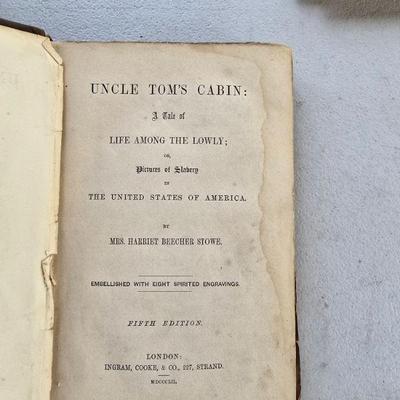 UNCLE TOM'S CABIN:
A Tale of
LIFE AMONG THE LOWLY;
OR,
Pictures of Slavery
IN
THE UNITED STATES OF AMERICA.
BY
MRS. HARRIET BEECHER STOWE.
EMBELLISHED WITH EIGHT SPIRITED ENGRAVINGS.
FIFTH EDITION.
LONDON:
INGRAM, COOKE, & CO., 227, STRAND.
MDCCCLII.